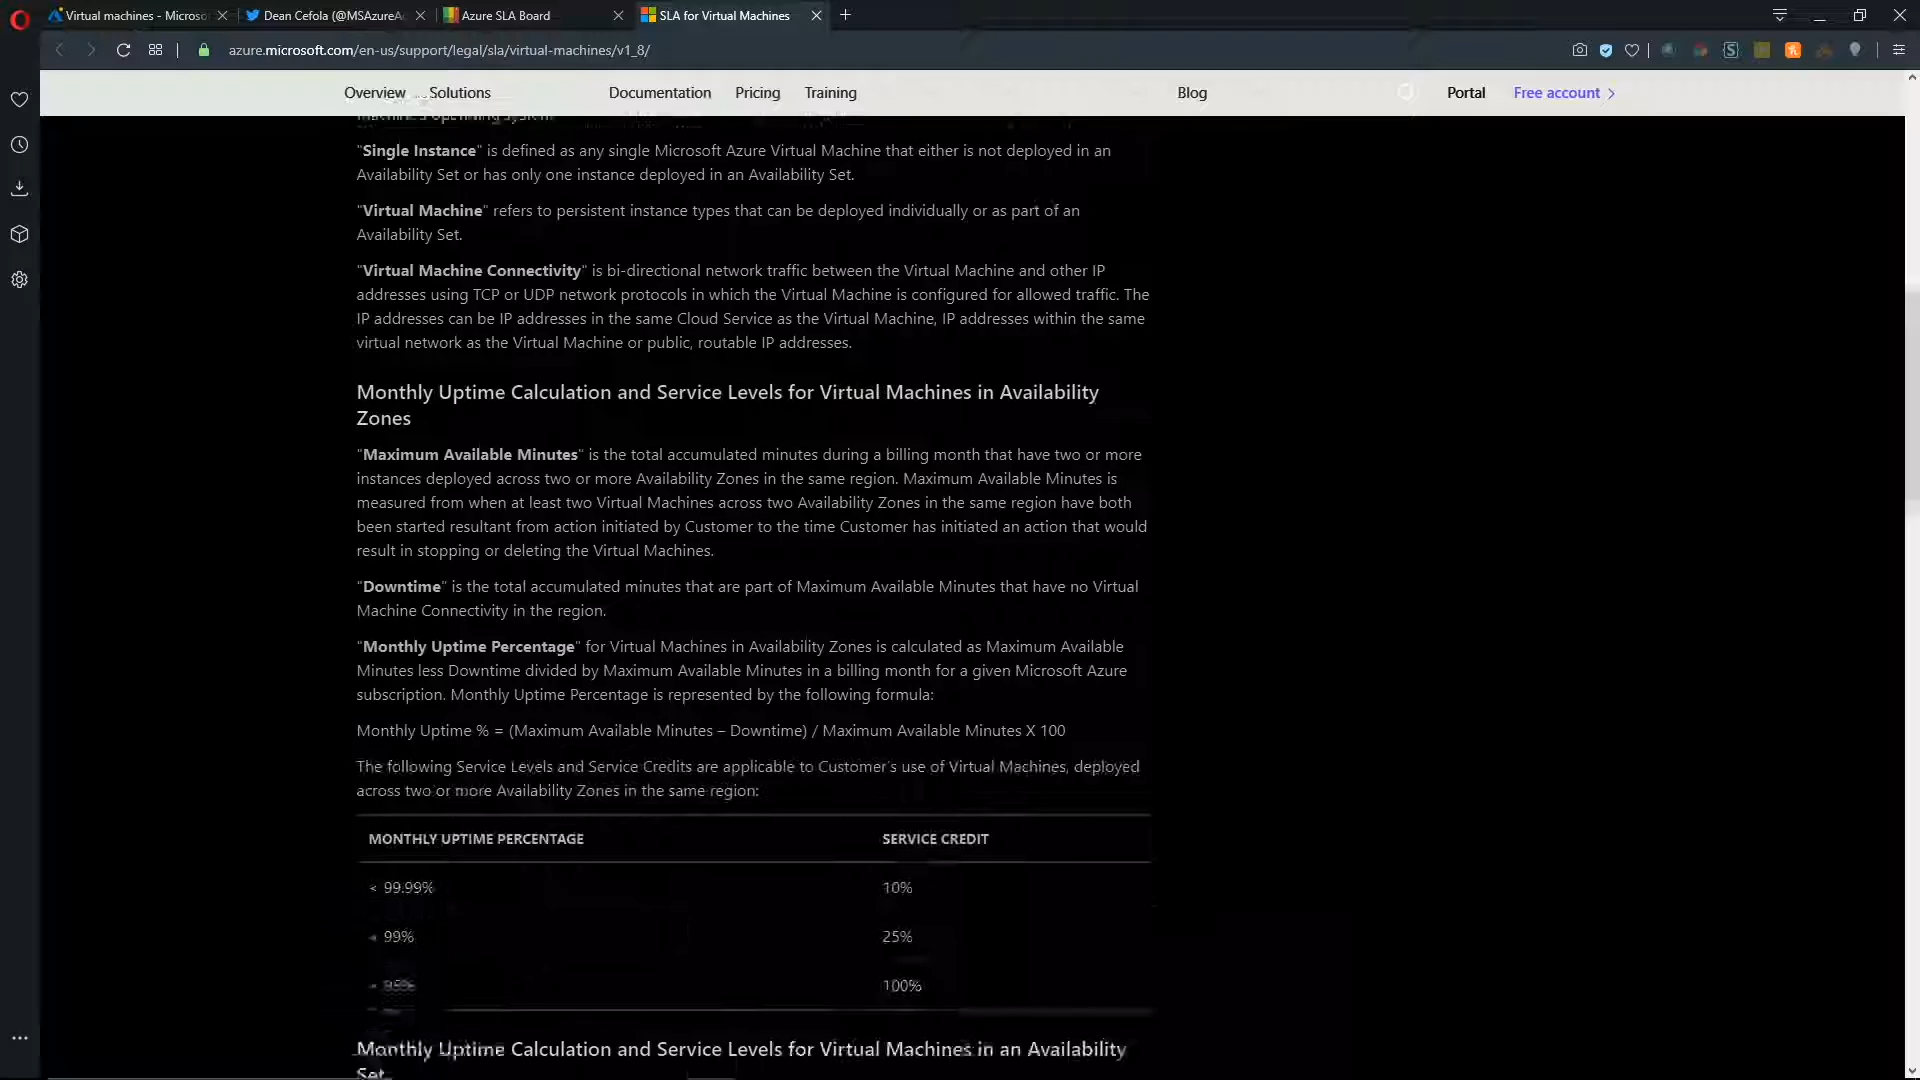 Virtual machines - Microso
Dean Cefola (@MSAzureA
Azure SLA Board
SLA for Virtual Machines
azure.microsoft.com/en-us/support/legal/sla/virtual-machines/v1_8/
Overview Solutions Documentation Pricing Training Blog Portal Free account >
Machine's Operating System
"Single Instance" is defined as any single Microsoft Azure Virtual Machine that either is not deployed in an
Availability Set or has only one instance deployed in an Availability Set.
"Virtual Machine" refers to persistent instance types that can be deployed individually or as part of an
Availability Set.
"Virtual Machine Connectivity" is bi-directional network traffic between the Virtual Machine and other IP
addresses using TCP or UDP network protocols in which the Virtual Machine is configured for allowed traffic. The
IP addresses can be IP addresses in the same Cloud Service as the Virtual Machine, IP addresses within the same
virtual network as the Virtual Machine or public, routable IP addresses.
Monthly Uptime Calculation and Service Levels for Virtual Machines in Availability
Zones
"Maximum Available Minutes" is the total accumulated minutes during a billing month that have two or more
instances deployed across two or more Availability Zones in the same region. Maximum Available Minutes is
measured from when at least two Virtual Machines across two Availability Zones in the same region have both
been started resultant from action initiated by Customer to the time Customer has initiated an action that would
result in stopping or deleting the Virtual Machines.
"Downtime" is the total accumulated minutes that are part of Maximum Available Minutes that have no Virtual
Machine Connectivity in the region.
"Monthly Uptime Percentage" for Virtual Machines in Availability Zones is calculated as Maximum Available
Minutes less Downtime divided by Maximum Available Minutes in a billing month for a given Microsoft Azure
subscription. Monthly Uptime Percentage is represented by the following formula:
Monthly Uptime % = (Maximum Available Minutes – Downtime) / Maximum Available Minutes X 100
The following Service Levels and Service Credits are applicable to Customer's use of Virtual Machines, deployed
across two or more Availability Zones in the same region:
MONTHLY UPTIME PERCENTAGE SERVICE CREDIT
< 99.99% 10%
< 99% 25%
< 95% 100%
Monthly Uptime Calculation and Service Levels for Virtual Machines in an Availability
Set